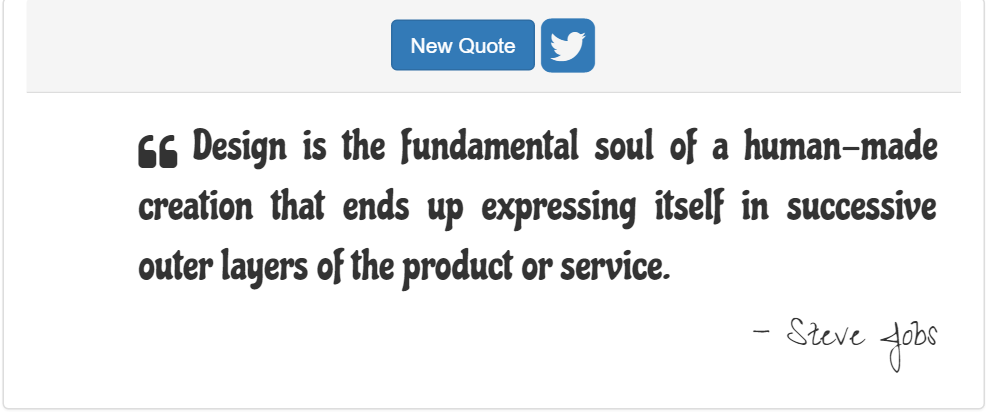 New Quote
“ Design is the fundamental soul of a human-made
creation that ends up expressing itself in successive
outer layers of the product or service.
- Steve Jobs